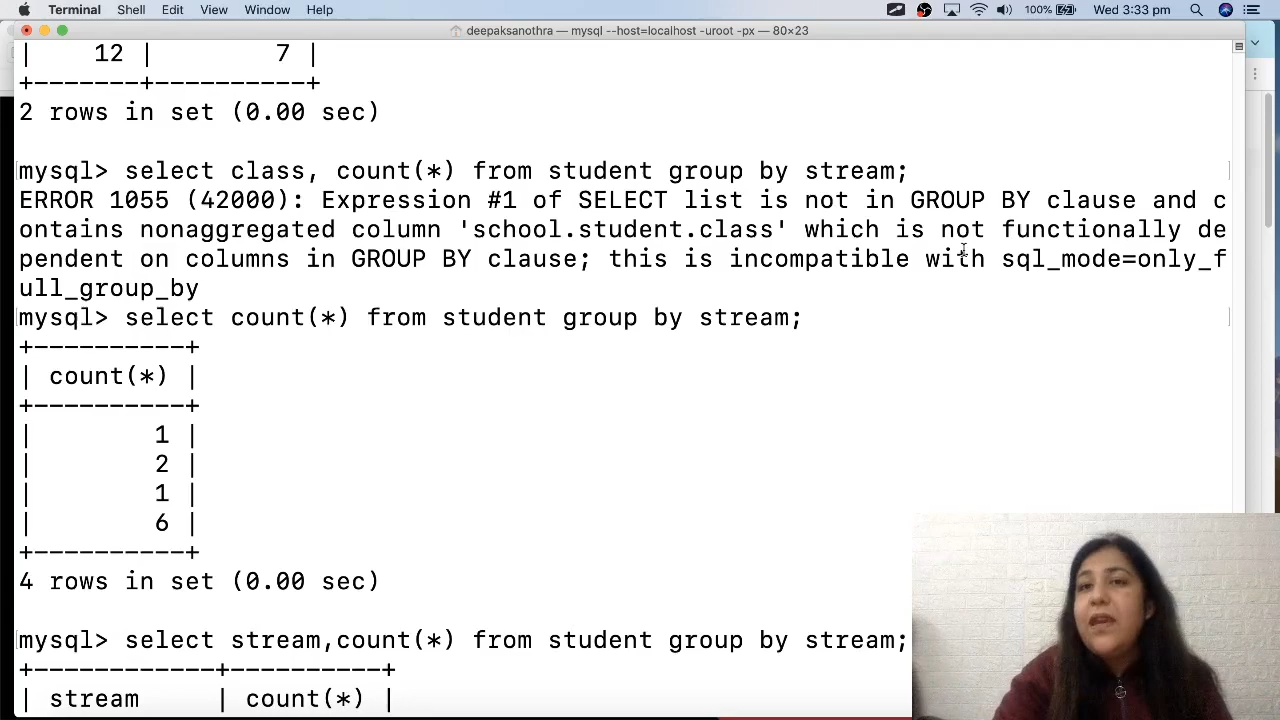 Terminal Shell Edit View Window Help 100% Wed 3:33 pm
deepaksanothra — mysql --host=localhost -uroot -px — 80×23
| 12 | 7 |
+-------+----------+
2 rows in set (0.00 sec)
mysql> select class, count(*) from student group by stream;
ERROR 1055 (42000): Expression #1 of SELECT list is not in GROUP BY clause and c
ontains nonaggregated column 'school.student.class' which is not functionally de
pendent on columns in GROUP BY clause; this is incompatible with sql_mode=only_f
ull_group_by
mysql> select count(*) from student group by stream;
+----------+
| count(*) |
+----------+
| 1 |
| 2 |
| 1 |
| 6 |
+----------+
4 rows in set (0.00 sec)
mysql> select stream,count(*) from student group by stream;
+------------+----------+
| stream | count(*) |